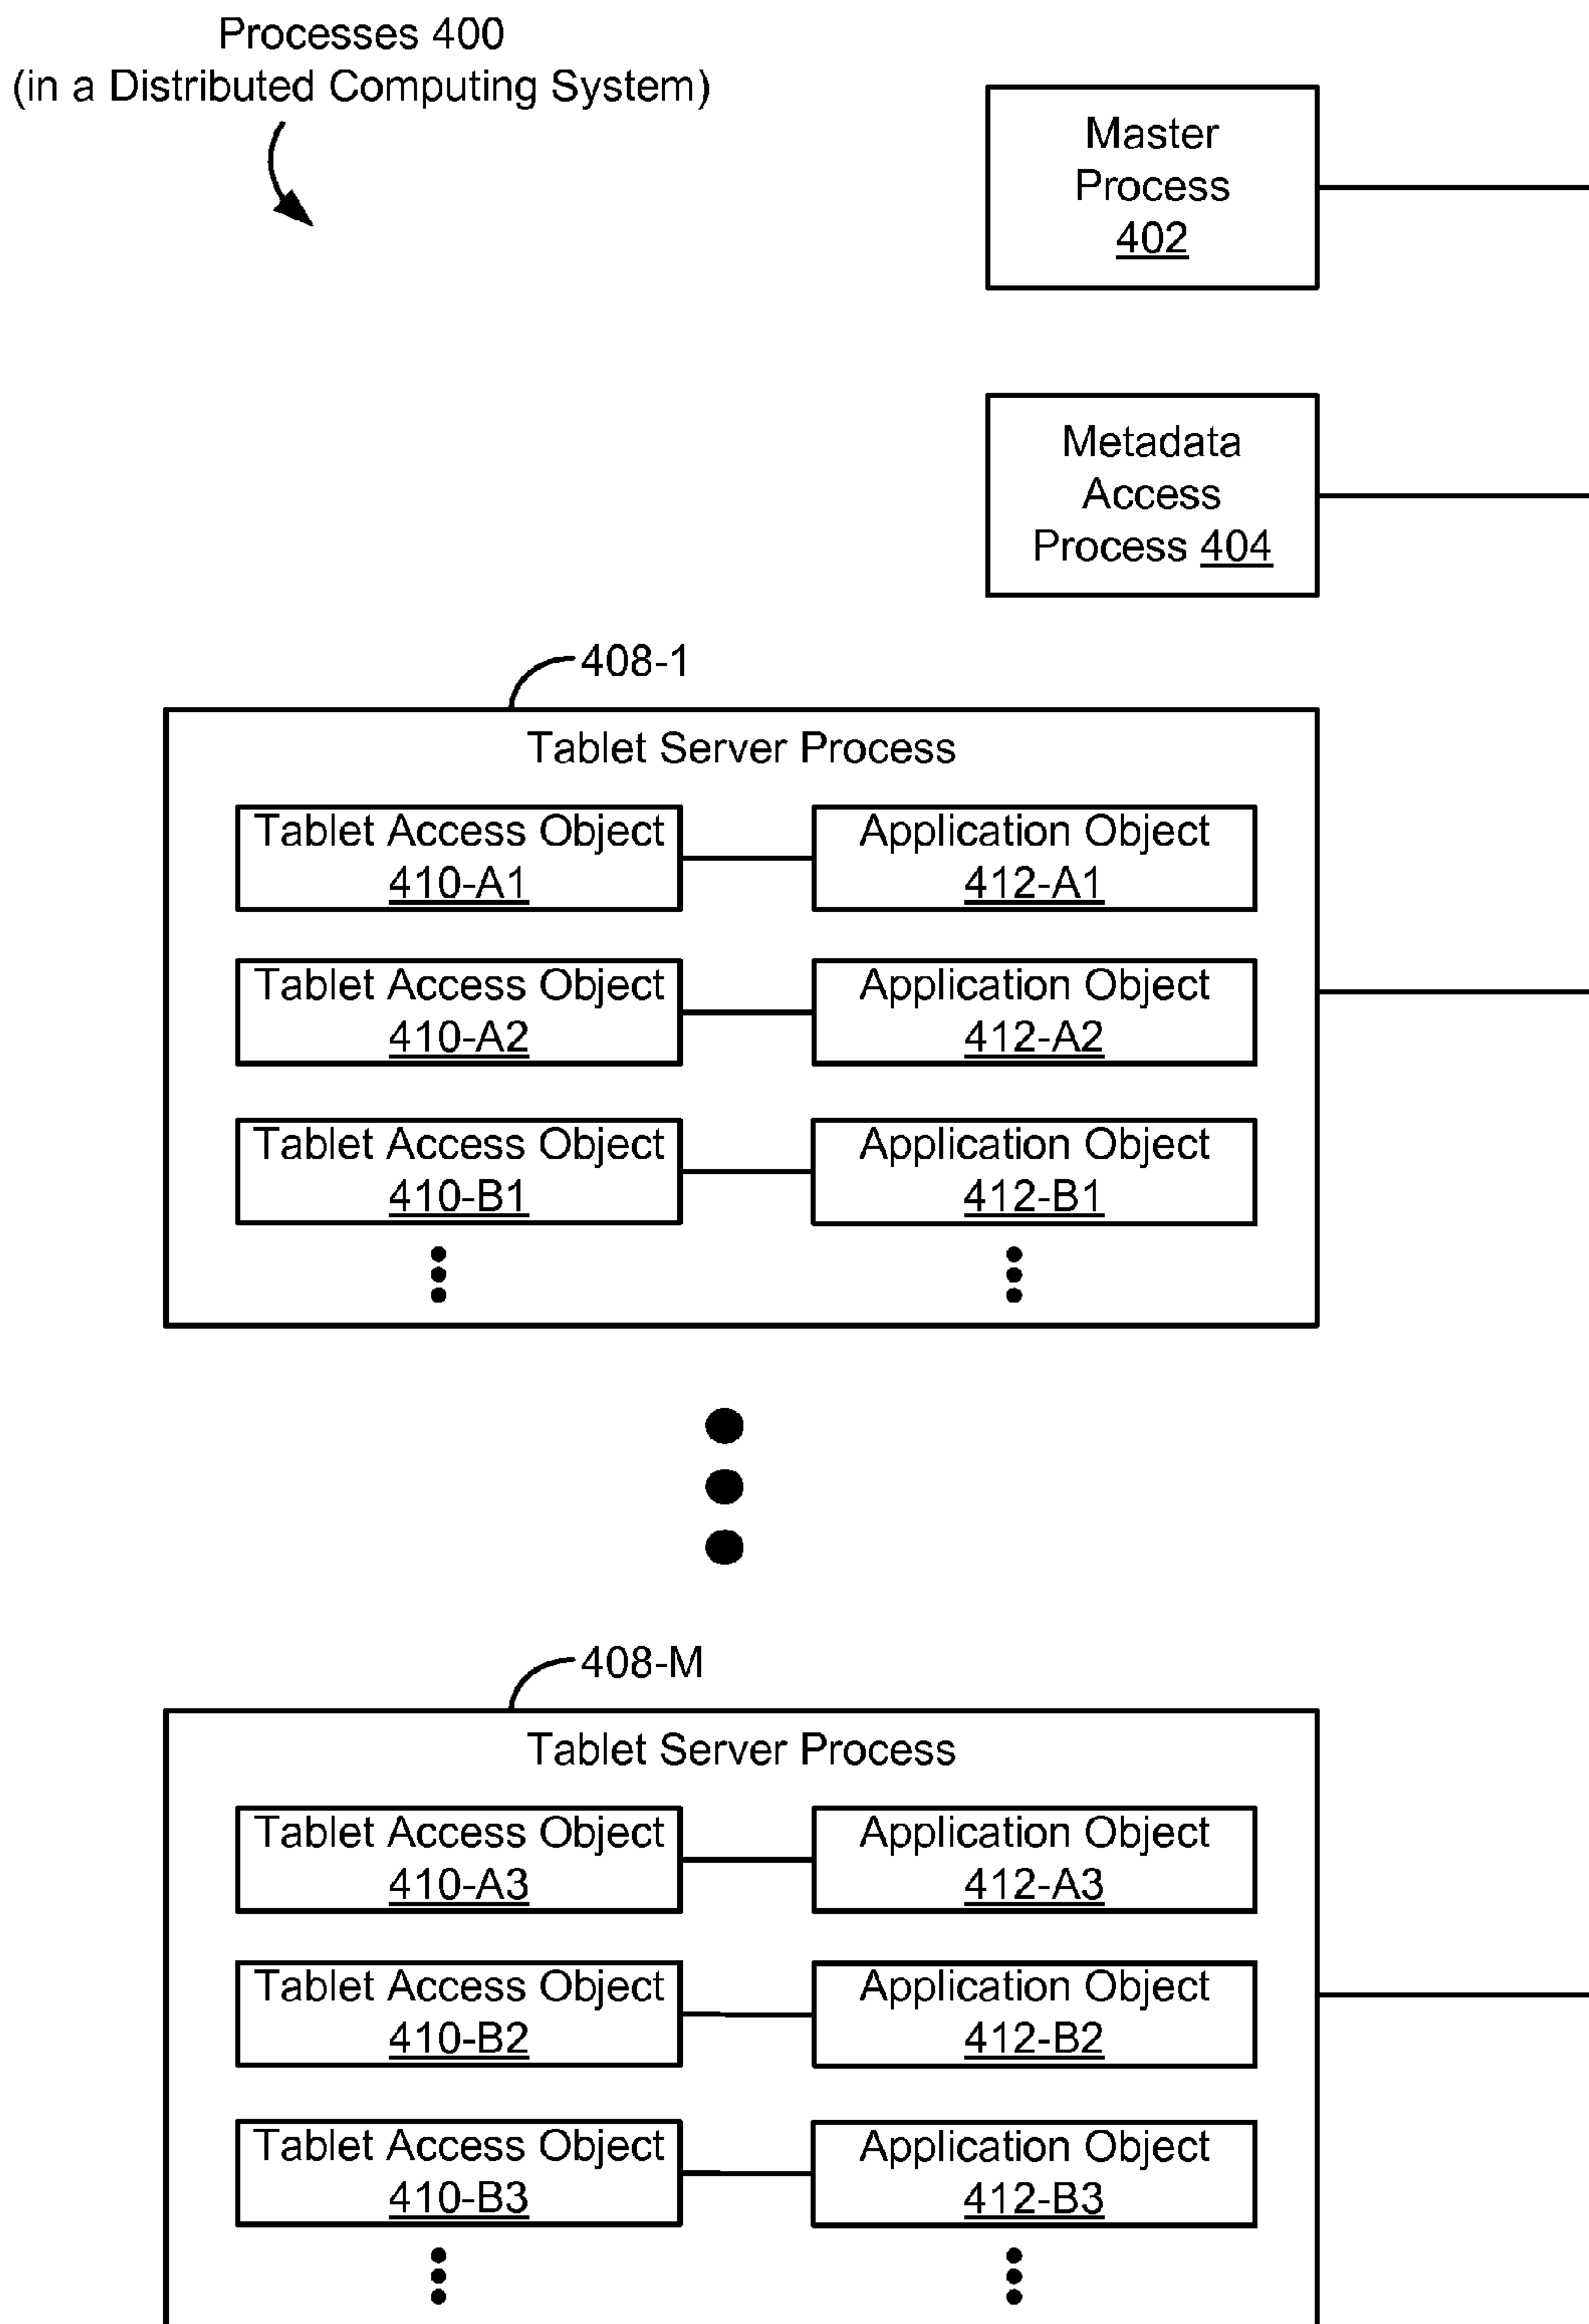 Processes 400
(in a Distributed Computing System)
Master
Process
402
Metadata
Access
Process 404
408-1
Tablet Server Process
Tablet Access Object
410-A1
Application Object
412-A1
Tablet Access Object
410-A2
Application Object
412-A2
Tablet Access Object
410-B1
Application Object
412-B1
408-M
Tablet Server Process
Tablet Access Object
410-A3
Application Object
412-A3
Tablet Access Object
410-B2
Application Object
412-B2
Tablet Access Object
410-B3
Application Object
412-B3